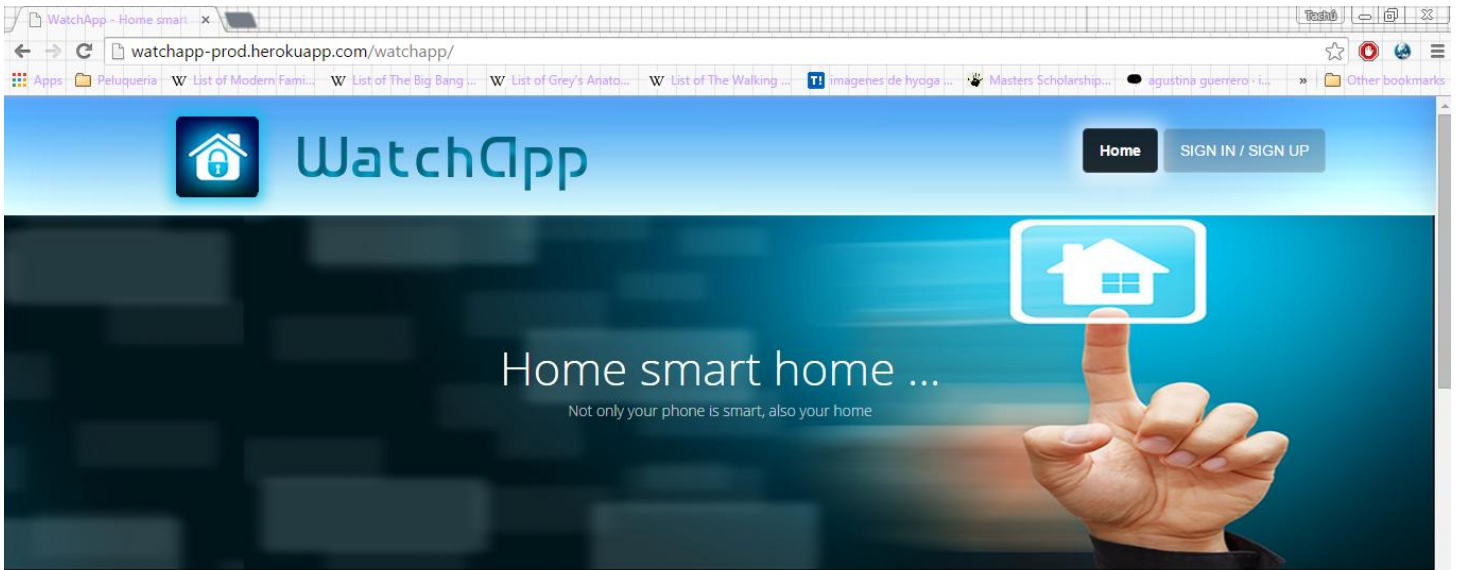 WatchApp - Home smart
Tachú
watchapp-prod.herokuapp.com/watchapp/
Apps Peluqueria W List of Modern Fami... W List of The Big Bang ... W List of Grey's Anato... W List of The Walking ... T! imagenes de hyoga ... Masters Scholarship... agustina guerrero · i... » Other bookmarks
WatchApp
Home SIGN IN / SIGN UP
Home smart home ...
Not only your phone is smart, also your home